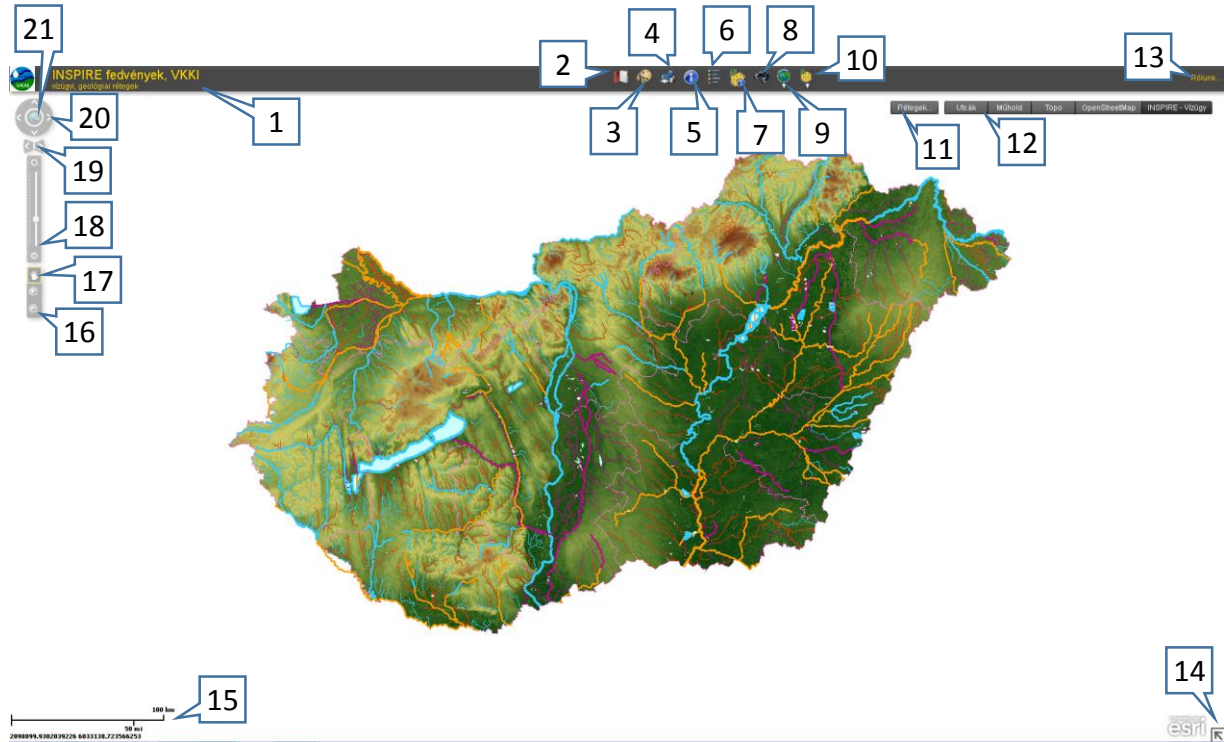 21
4
6
8
2
10
13
VKKI
INSPIRE fedvények, VKKI
vízügyi, geológiai rétegek
Rólunk...
20
1
3
5
7
9
Rétegek...
Utcák
Műhold
Topo
OpenStreetMap
INSPIRE - Vízügy
11
12
19
18
17
16
14
15
100 km
50 mi
2098899.9302039226 6033138.723566253
esri